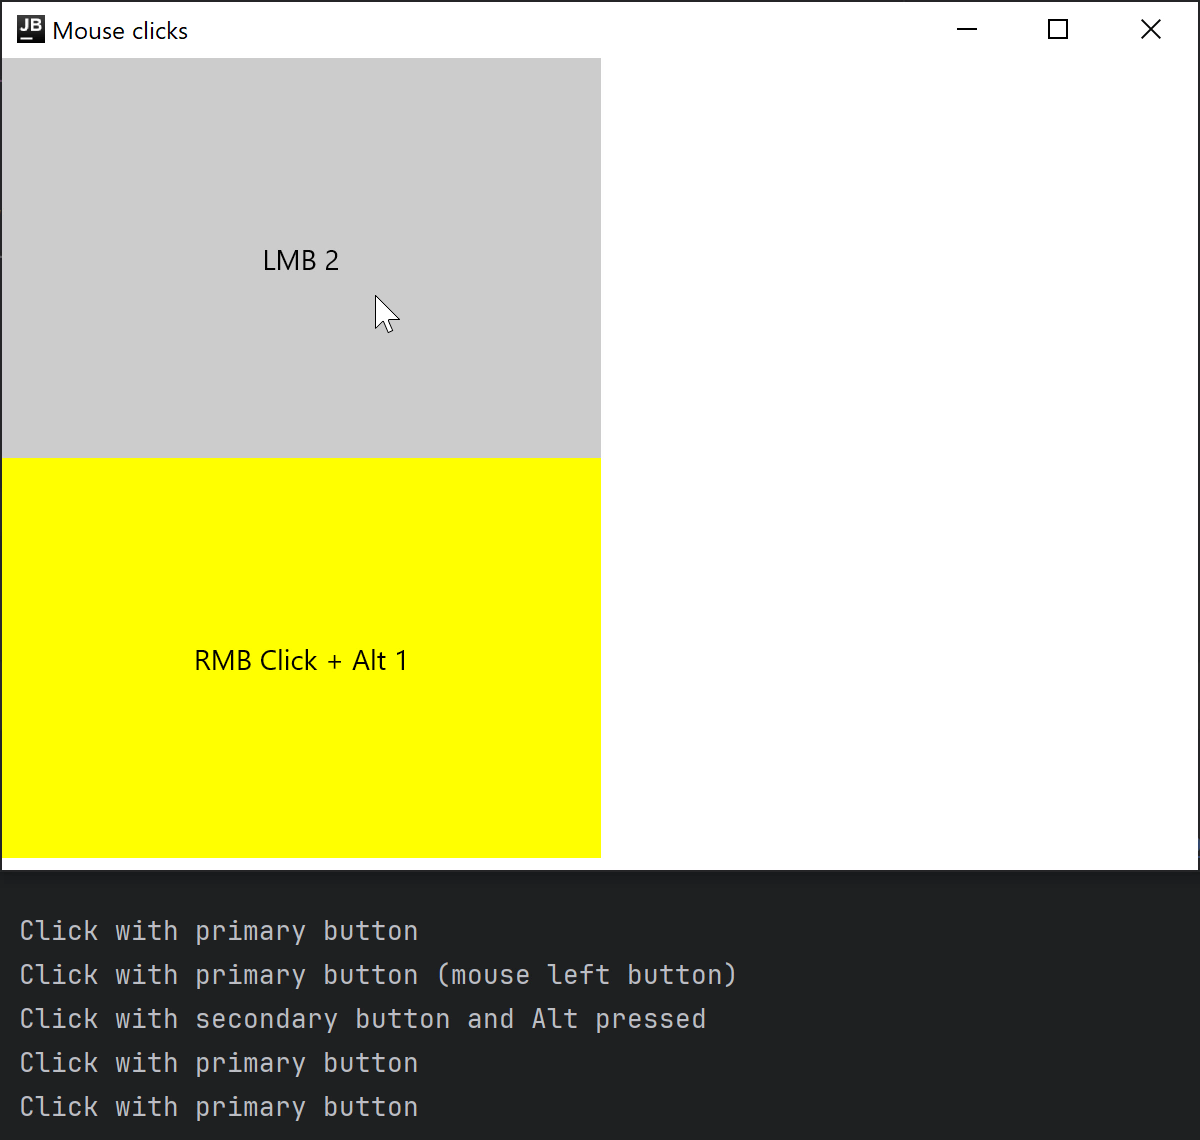 JB Mouse clicks
LMB 2
RMB Click + Alt 1
Click with primary button
Click with primary button (mouse left button)
Click with secondary button and Alt pressed
Click with primary button
Click with primary button